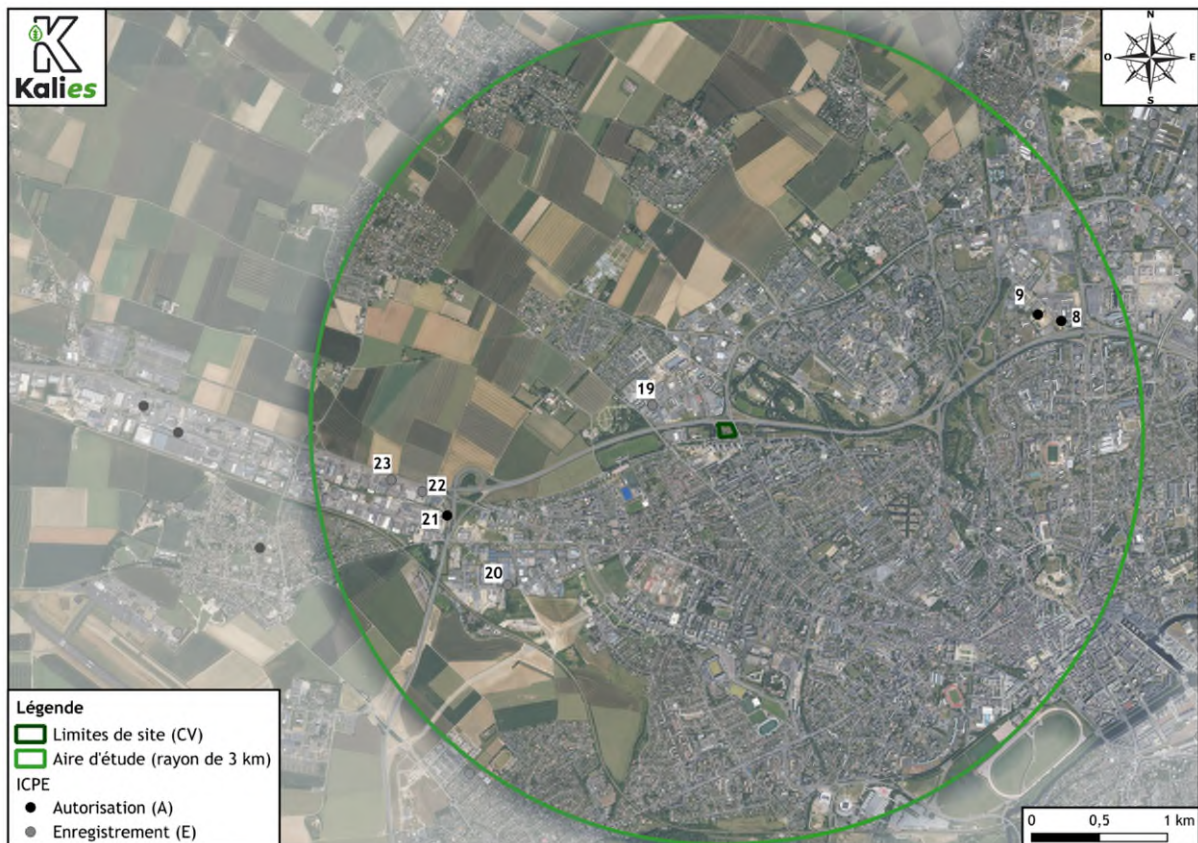 Kalies
N
O
E
S
9
8
19
23
22
21
20
Légende
Limites de site (CV)
Aire d'étude (rayon de 3 km)
ICPE
Autorisation (A)
Enregistrement (E)
0 0,5 1 km